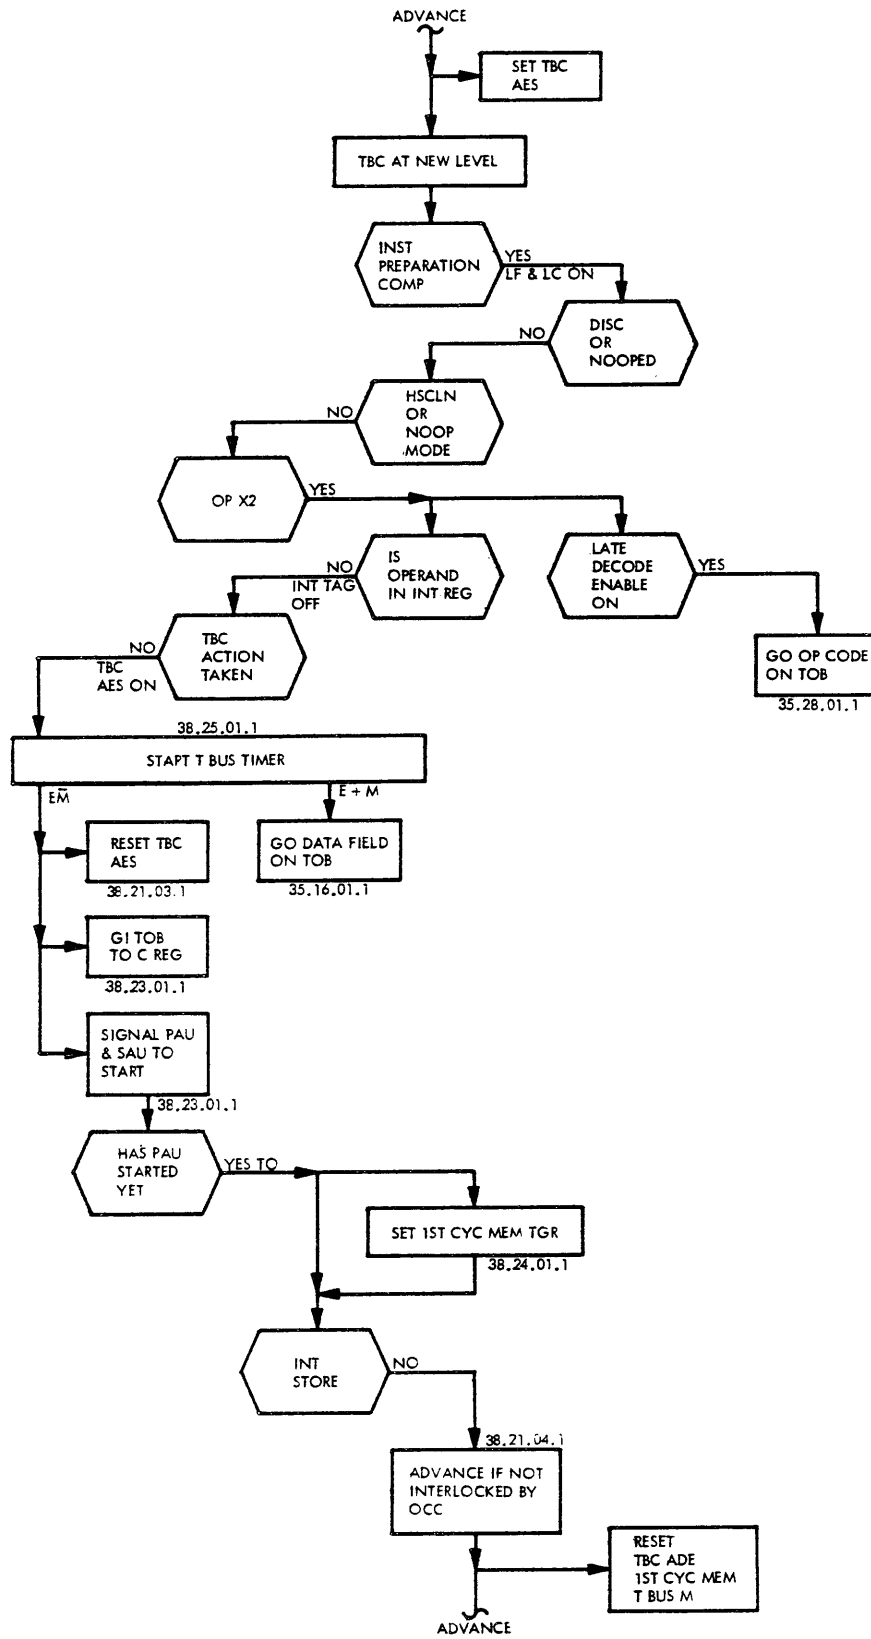 ADVANCE
SET TBC
AES
TBC AT NEW LEVEL
INST
PREPARATION
COMP
YES
LF & LC ON
DISC
OR
NOOPED
NO
HSCLN
OR
NOOP
MODE
NO
OP X2
YES
IS
OPERAND
IN INT REG
NO
INT TAG
OFF
LATE
DECODE
ENABLE
ON
YES
GO OP CODE
ON TOB
35.28.01.1
TBC
ACTION
TAKEN
NO
TBC
AES ON
38.25.01.1
STAPT T BUS TIMER
EM̅
E + M
RESET TBC
AES
38.21.03.1
GO DATA FIELD
ON TOB
35.16.01.1
GI TOB
TO C REG
38.23.01.1
SIGNAL PAU
& SAU TO
START
38.23.01.1
HAS PAU
STARTED
YET
YES TO
SET 1ST CYC MEM TGR
38.24.01.1
INT
STORE
NO
38.21.04.1
ADVANCE IF NOT
INTERLOCKED BY
OCC
RESET
TBC ADE
1ST CYC MEM
T BUS M
ADVANCE